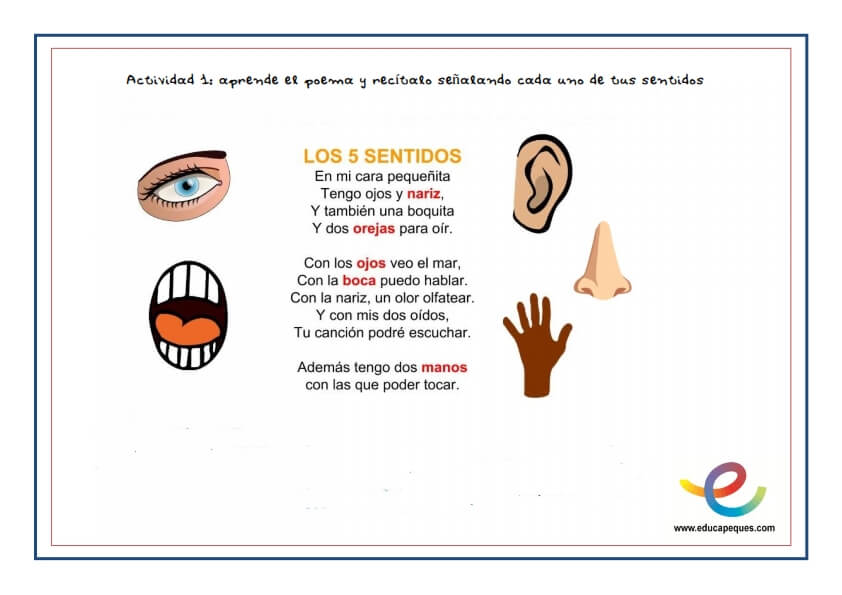 Actividad 1: aprende el poema y recítalo señalando cada uno de tus sentidos
LOS 5 SENTIDOS
En mi cara pequeñita
Tengo ojos y nariz,
Y también una boquita
Y dos orejas para oír.
Con los ojos veo el mar,
Con la boca puedo hablar.
Con la nariz, un olor olfatear.
Y con mis dos oídos,
Tu canción podré escuchar.
Además tengo dos manos
con las que poder tocar.
www.educapeques.com